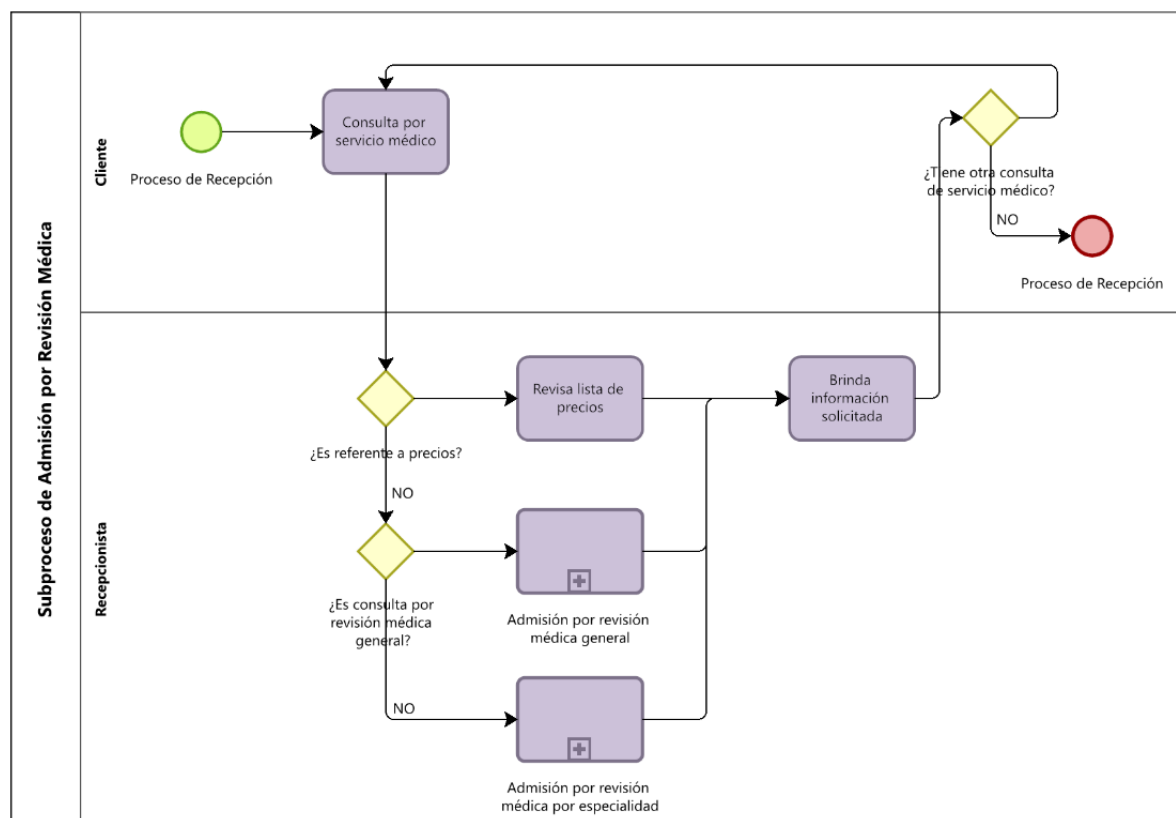 Subproceso de Admisión por Revisión Médica
Cliente
Proceso de Recepción
Consulta por
servicio médico
¿Tiene otra consulta
de servicio médico?
NO
Proceso de Recepción
Recepcionista
¿Es referente a precios?
Revisa lista de
precios
Brinda
información
solicitada
NO
¿Es consulta por
revisión médica
general?
Admisión por revisión
médica general
NO
Admisión por revisión
médica por especialidad